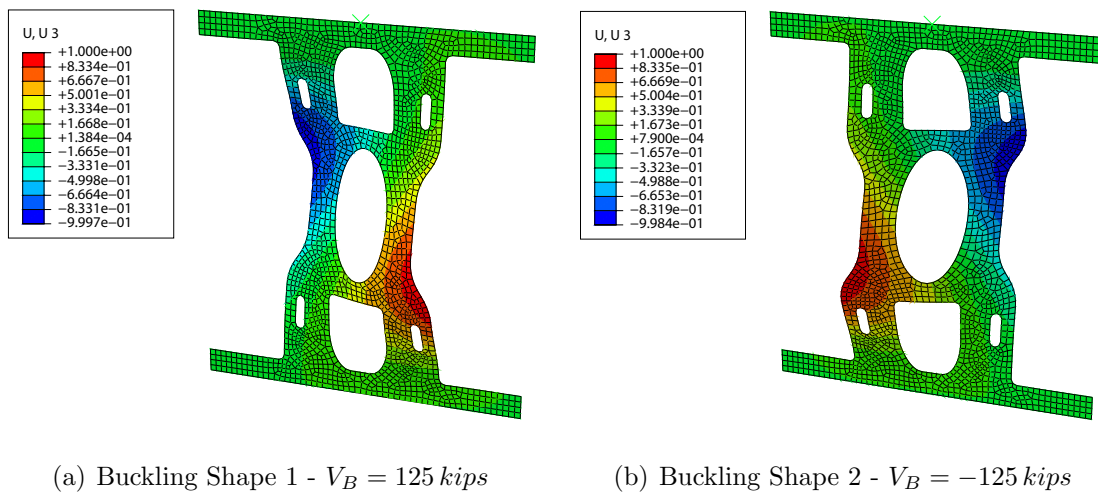 U, U 3
+1.000e+00
+8.334e−01
+6.667e−01
+5.001e−01
+3.334e−01
+1.668e−01
+1.384e−04
−1.665e−01
−3.331e−01
−4.998e−01
−6.664e−01
−8.331e−01
−9.997e−01
U, U 3
+1.000e+00
+8.335e−01
+6.669e−01
+5.004e−01
+3.339e−01
+1.673e−01
+7.900e−04
−1.657e−01
−3.323e−01
−4.988e−01
−6.653e−01
−8.319e−01
−9.984e−01
(a) Buckling Shape 1 - V_B = 125 kips
(b) Buckling Shape 2 - V_B = −125 kips